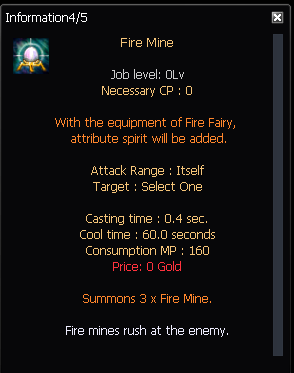 Information4/5
Fire Mine
Job level: 0Lv
Necessary CP : 0
With the equipment of Fire Fairy,
attribute spirit will be added.
Attack Range : Itself
Target : Select One
Casting time : 0.4 sec.
Cool time : 60.0 seconds
Consumption MP : 160
Price: 0 Gold
Summons 3 x Fire Mine.
Fire mines rush at the enemy.